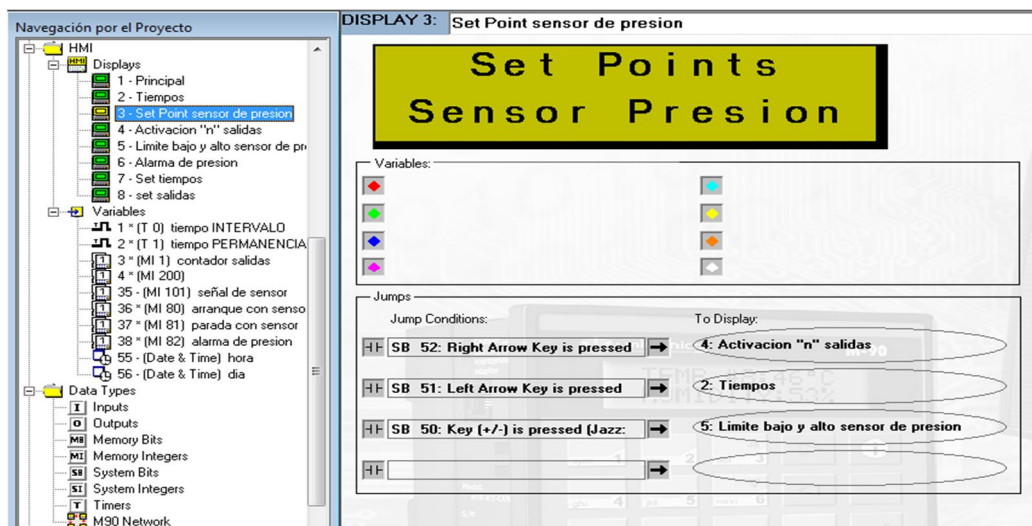 Navegación por el Proyecto
HMI
Displays
1 - Principal
2 - Tiempos
3 - Set Point sensor de presion
4 - Activacion "n" salidas
5 - Limite bajo y alto sensor de pre
6 - Alarma de presion
7 - Set tiempos
8 - set salidas
Variables
1 * (T 0) tiempo INTERVALO
2 * (T 1) tiempo PERMANENCIA
3 * (MI 1) contador salidas
4 * (MI 200)
35 - (MI 101) señal de sensor
36 * (MI 80) arranque con senso
37 * (MI 81) parada con sensor
38 * (MI 82) alarma de presion
55 - (Date & Time) hora
56 - (Date & Time) dia
Data Types
I Inputs
O Outputs
MB Memory Bits
MI Memory Integers
SB System Bits
SI System Integers
T Timers
M90 Network
DISPLAY 3: Set Point sensor de presion
Set Points
Sensor Presion
Variables:
Jumps
Jump Conditions: To Display:
SB 52: Right Arrow Key is pressed 4: Activacion "n" salidas
SB 51: Left Arrow Key is pressed 2: Tiempos
SB 50: Key (+/-) is pressed (Jazz: 5: Limite bajo y alto sensor de presion